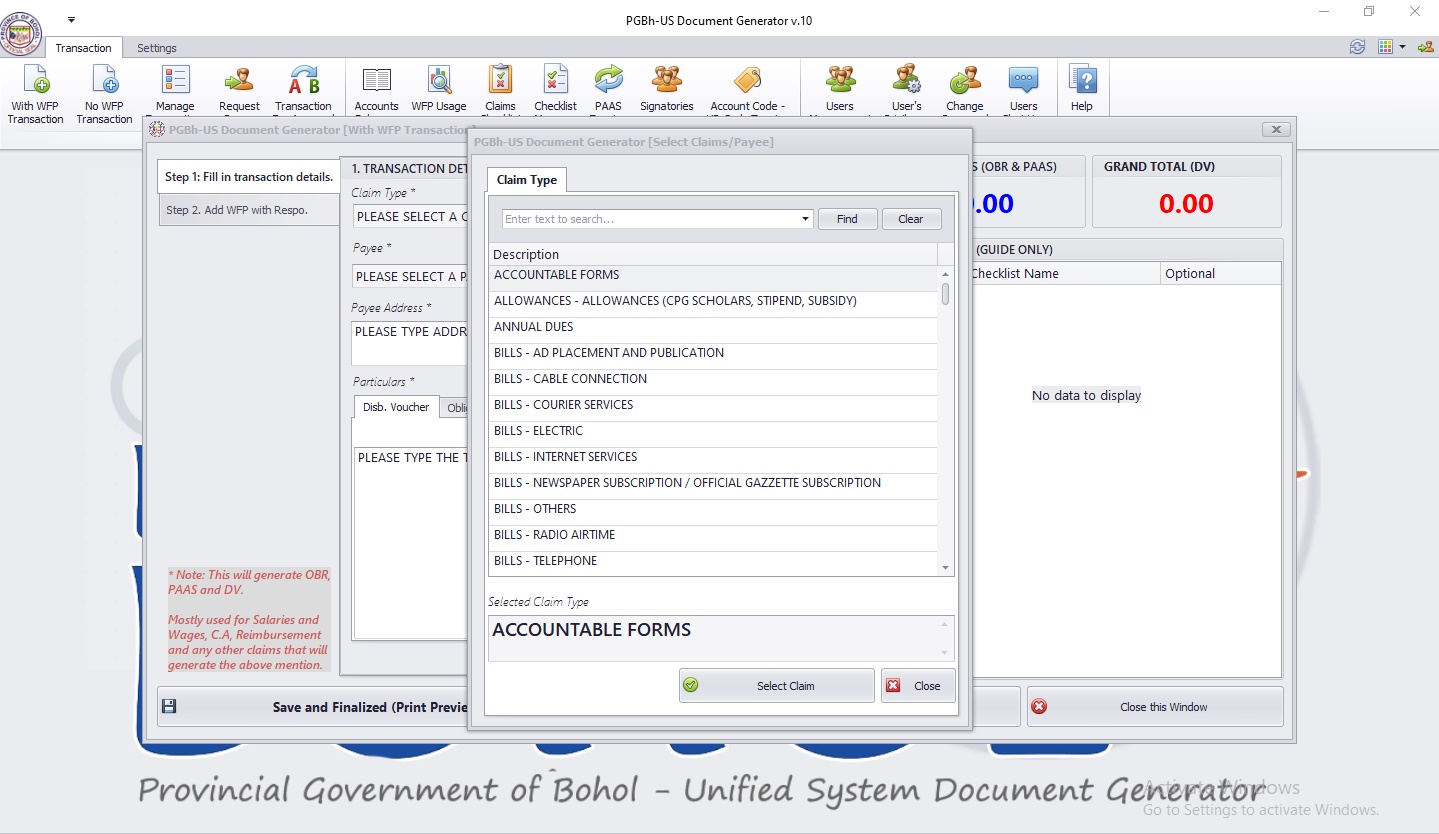 PGBh-US Document Generator v.10
Transaction
Settings
With WFP
Transaction
No WFP
Transaction
Manage
Request
Transaction
Accounts
WFP Usage
Claims
Checklist
PAAS
Signatories
Account Code -
Users
User's
Change
Users
Help
PGBh-US Document Generator [With WFP Transaction
PGBh-US Document Generator [Select Claims/Payee]
Step 1: Fill in transaction details.
Step 2. Add WFP with Respo.
1. TRANSACTION DET
Claim Type *
PLEASE SELECT A C
Payee *
PLEASE SELECT A P
Payee Address *
PLEASE TYPE ADDR
Particulars *
Disb. Voucher
Obli
PLEASE TYPE THE T
* Note: This will generate OBR,
PAAS and DV.
Mostly used for Salaries and
Wages, C.A, Reimbursement
and any other claims that will
generate the above mention.
Claim Type
Enter text to search...
Find
Clear
Description
ACCOUNTABLE FORMS
ALLOWANCES - ALLOWANCES (CPG SCHOLARS, STIPEND, SUBSIDY)
ANNUAL DUES
BILLS - AD PLACEMENT AND PUBLICATION
BILLS - CABLE CONNECTION
BILLS - COURIER SERVICES
BILLS - ELECTRIC
BILLS - INTERNET SERVICES
BILLS - NEWSPAPER SUBSCRIPTION / OFFICIAL GAZZETTE SUBSCRIPTION
BILLS - OTHERS
BILLS - RADIO AIRTIME
BILLS - TELEPHONE
Selected Claim Type
ACCOUNTABLE FORMS
Select Claim
Close
S (OBR & PAAS)
.00
GRAND TOTAL (DV)
0.00
(GUIDE ONLY)
Checklist Name
Optional
No data to display
Save and Finalized (Print Previe
Close this Window
Provincial Government of Bohol - Unified System Document Generator
Activate Windows
Go to Settings to activate Windows.